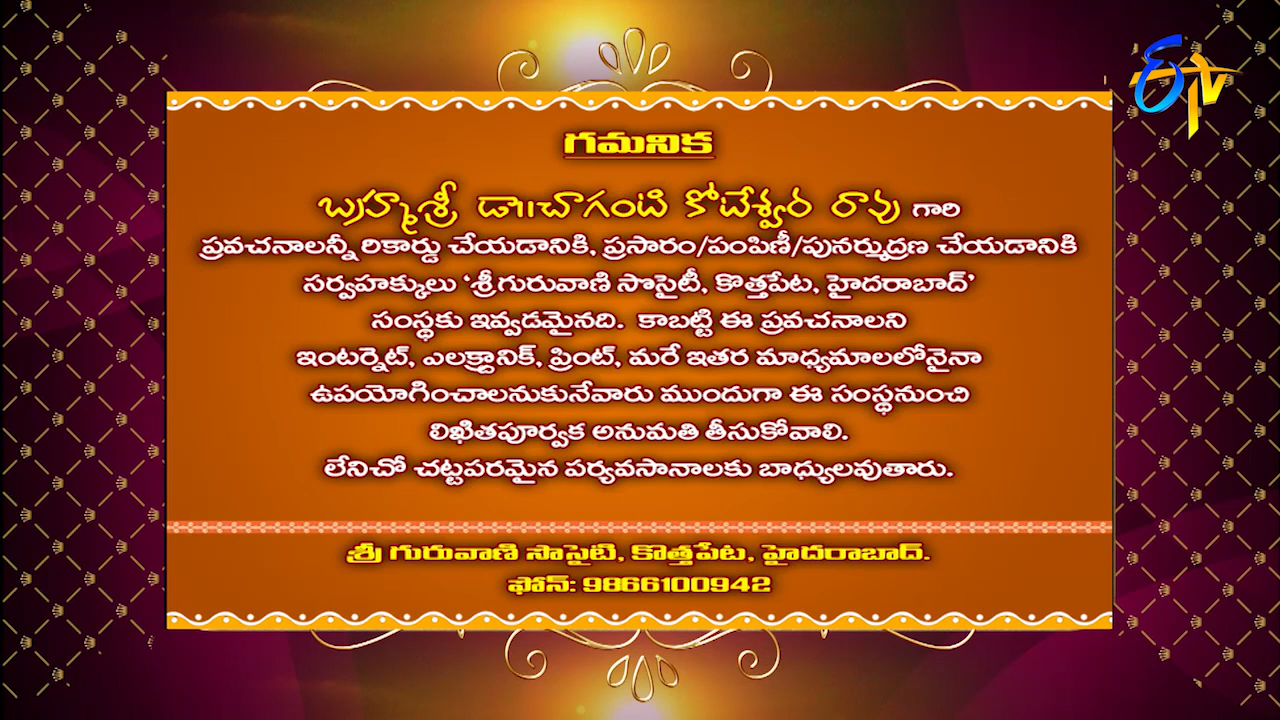 ETV
గమనిక
బ్రహ్మశ్రీ డా॥చాగంటి కోటేశ్వర రావు గారి
ప్రవచనాలన్నీ రికార్డు చేయడానికి, ప్రసారం/పంపిణీ/పునర్ముద్రణ చేయడానికి
సర్వహక్కులు ‘శ్రీగురువాణి సొసైటీ, కొత్తపేట, హైదరాబాద్’
సంస్థకు ఇవ్వడమైనది. కాబట్టి ఈ ప్రవచనాలని
ఇంటర్నెట్, ఎలక్ట్రానిక్, ప్రింట్, మరే ఇతర మాధ్యమాలలోనైనా
ఉపయోగించాలనుకునేవారు ముందుగా ఈ సంస్థనుంచి
లిఖితపూర్వక అనుమతి తీసుకోవాలి.
లేనిచో చట్టపరమైన పర్యవసానాలకు బాధ్యులవుతారు.
శ్రీ గురువాణి సొసైటి, కొత్తపేట, హైదరాబాద్.
ఫోన్: 9866100942